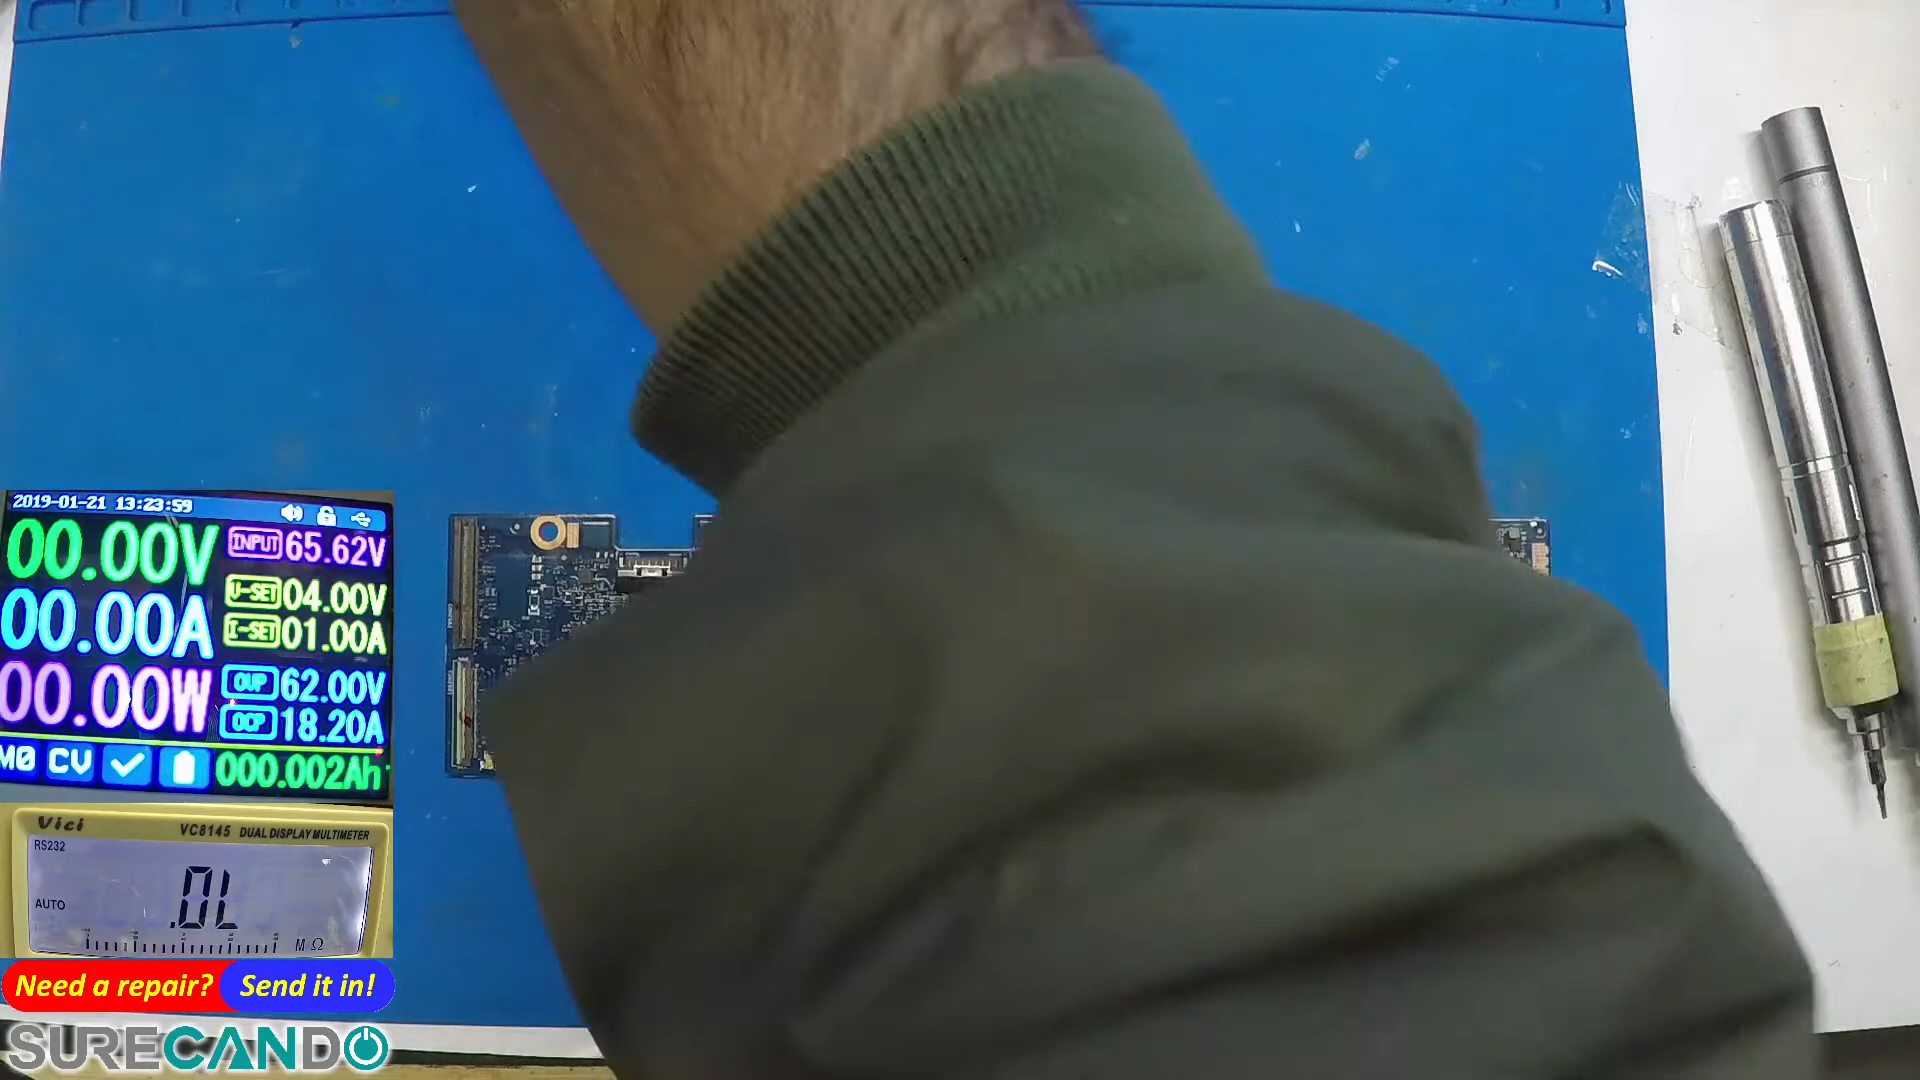 2019-01-21 13:23:59
00.00V
INPUT 65.62V
U-SET 04.00V
00.00A
I-SET 01.00A
00.00W
OVP 62.00V
OCP 18.20A
M0 CV 000.002Ah
Vici VC8145 DUAL DISPLAY MULTIMETER
RS232
AUTO .0L
MΩ
Need a repair? Send it in!
SURECANDO